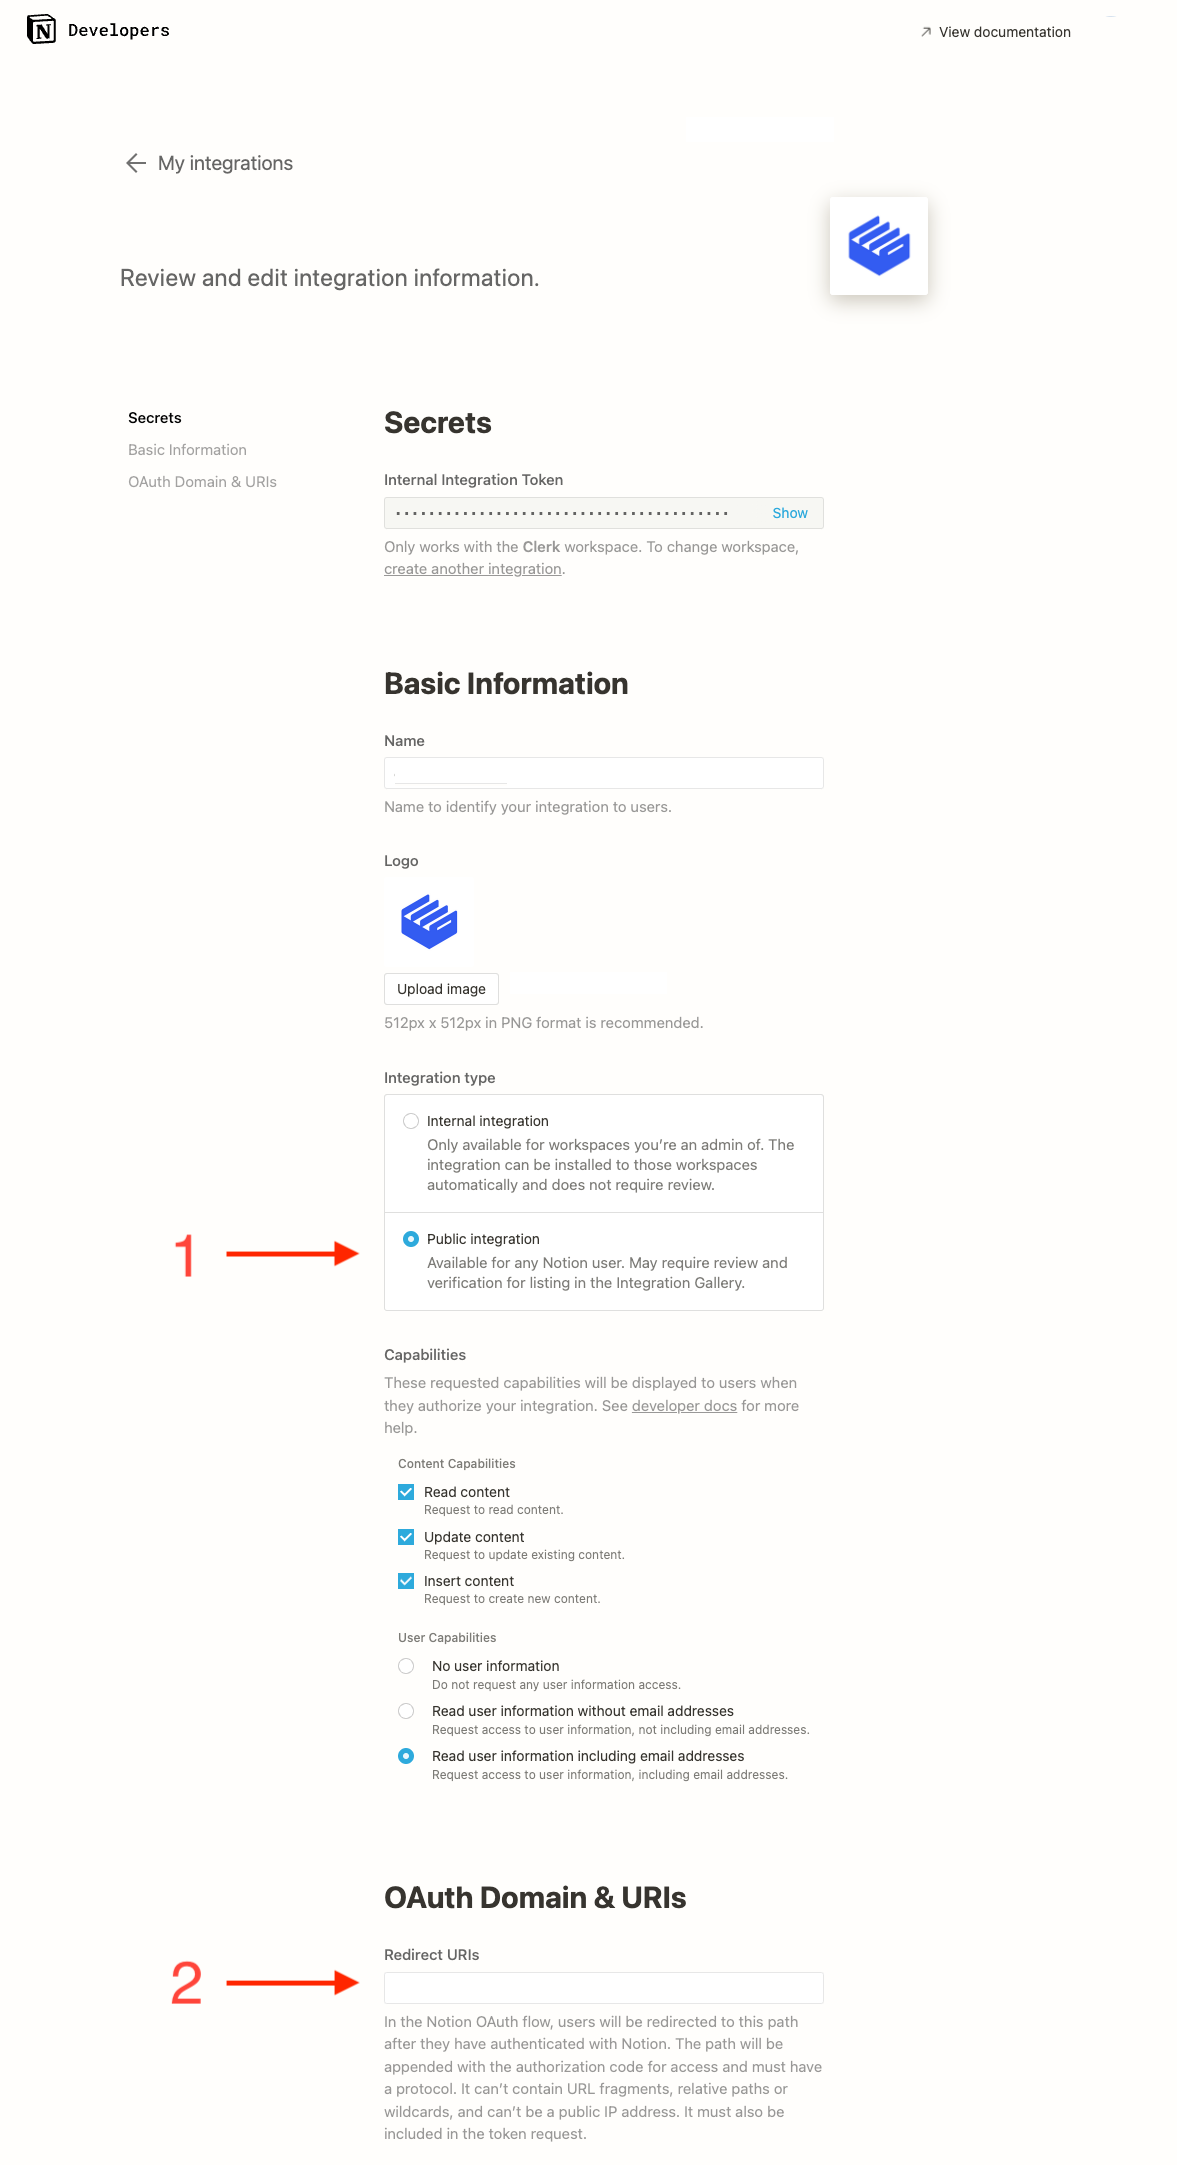 N Developers
View documentation
My integrations
Review and edit integration information.
Secrets
Basic Information
OAuth Domain & URIs
Secrets
Internal Integration Token
Show
Only works with the Clerk workspace. To change workspace,
create another integration.
Basic Information
Name
Name to identify your integration to users.
Logo
Upload image
512px x 512px in PNG format is recommended.
Integration type
Internal integration
Only available for workspaces you’re an admin of. The
integration can be installed to those workspaces
automatically and does not require review.
1
Public integration
Available for any Notion user. May require review and
verification for listing in the Integration Gallery.
Capabilities
These requested capabilities will be displayed to users when
they authorize your integration. See developer docs for more
help.
Content Capabilities
Read content
Request to read content.
Update content
Request to update existing content.
Insert content
Request to create new content.
User Capabilities
No user information
Do not request any user information access.
Read user information without email addresses
Request access to user information, not including email addresses.
Read user information including email addresses
Request access to user information, including email addresses.
OAuth Domain & URIs
Redirect URIs
2
In the Notion OAuth flow, users will be redirected to this path
after they have authenticated with Notion. The path will be
appended with the authorization code for access and must have
a protocol. It can’t contain URL fragments, relative paths or
wildcards, and can’t be a public IP address. It must also be
included in the token request.